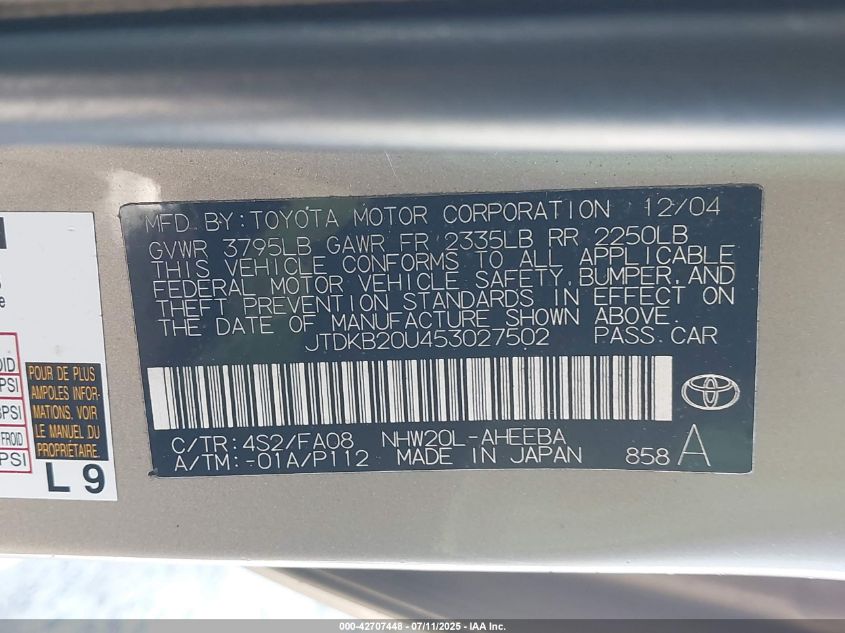 MFD BY:TOYOTA MOTOR CORPORATION 12/04
GVWR 3795LB GAWR FR 2335LB RR 2250LB
THIS VEHICLE CONFORMS TO ALL APPLICABLE
FEDERAL MOTOR VEHICLE SAFETY, BUMPER, AND
THEFT PREVENTION STANDARDS IN EFFECT ON
THE DATE OF MANUFACTURE SHOWN ABOVE.
JTDKB20U453027502 PASS.CAR
C/TR:4S2/FA08 NHW20L-AHEEBA
A/TM:-01A/P112 MADE IN JAPAN 858 A
PSI
PSI
FROID
PSI
POUR DE PLUS
AMPLES INFOR-
MATIONS, VOIR
LE MANUEL DU
PROPRIÉTAIRE
L 9
000-42707448 - 07/11/2025 - IAA Inc.